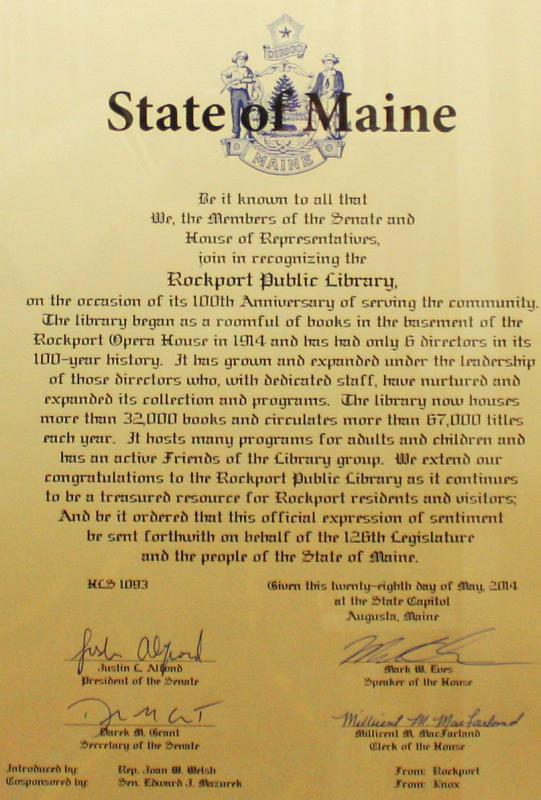 DIRIGO
State of Maine
MAINE
Be it known to all that
We, the Members of the Senate and
House of Representatives,
join in recognizing the
Rockport Public Library,
on the occasion of its 100th Anniversary of serving the community.
The library began as a roomful of books in the basement of the
Rockport Opera House in 1914 and has had only 6 directors in its
100-year history. It has grown and expanded under the leadership
of those directors who, with dedicated staff, have nurtured and
expanded its collection and programs. The library now houses
more than 32,000 books and circulates more than 67,000 titles
each year. It hosts many programs for adults and children and
has an active Friends of the Library group. We extend our
congratulations to the Rockport Public Library as it continues
to be a treasured resource for Rockport residents and visitors;
And be it ordered that this official expression of sentiment
be sent forthwith on behalf of the 126th Legislature
and the people of the State of Maine.
HLS 1093
Given this twenty-eighth day of May, 2014
at the State Capitol
Augusta, Maine
Justin L. Alfond
President of the Senate
Mark W. Eves
Speaker of the House
Darek M. Grant
Secretary of the Senate
Millicent M. MacFarland
Millicent M. MacFarland
Clerk of the House
Introduced by: Rep. Joan W. Welsh From: Rockport
Cosponsored by: Sen. Edward J. Mazurek From: Knox